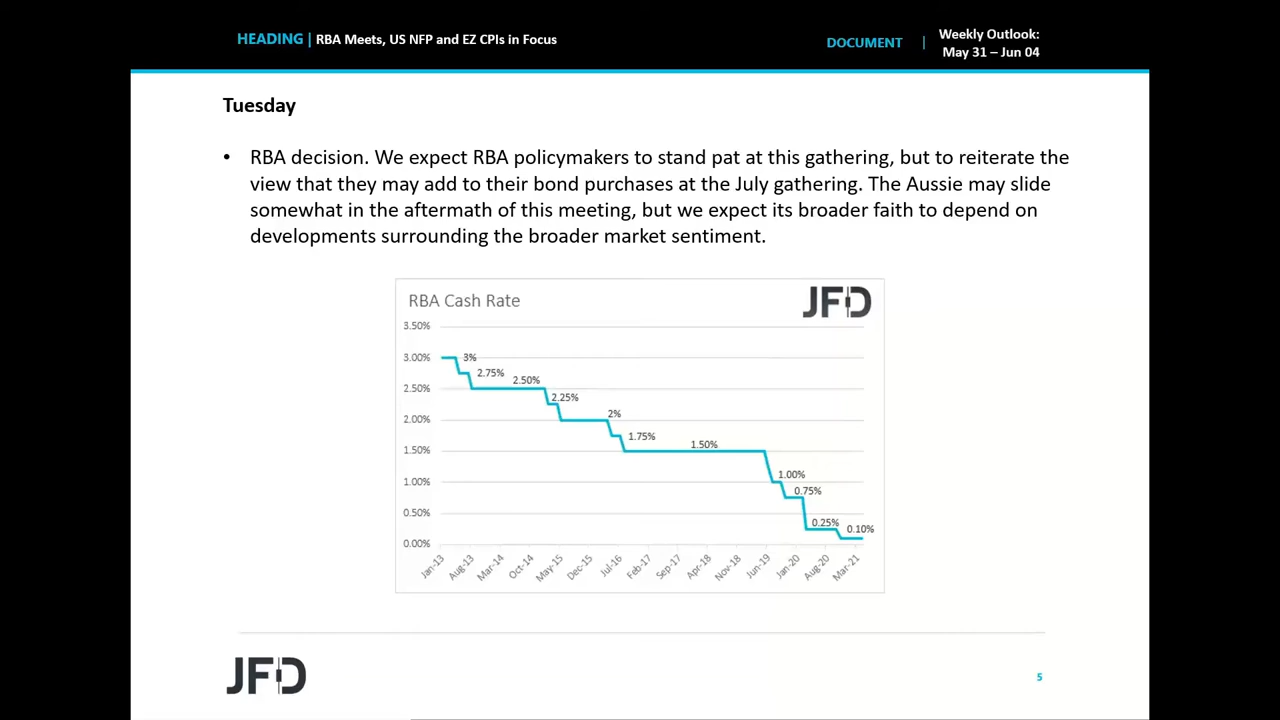 HEADING | RBA Meets, US NFP and EZ CPIs in Focus
DOCUMENT | Weekly Outlook:
May 31 – Jun 04
Tuesday
• RBA decision. We expect RBA policymakers to stand pat at this gathering, but to reiterate the
view that they may add to their bond purchases at the July gathering. The Aussie may slide
somewhat in the aftermath of this meeting, but we expect its broader faith to depend on
developments surrounding the broader market sentiment.
RBA Cash Rate
JFD
3.50%
3.00%
2.50%
2.00%
1.50%
1.00%
0.50%
0.00%
3%
2.75%
2.50%
2.25%
2%
1.75%
1.50%
1.00%
0.75%
0.25%
0.10%
Jan-13
Aug-13
Mar-14
Oct-14
May-15
Dec-15
Jul-16
Feb-17
Sep-17
Apr-18
Nov-18
Jun-19
Jan-20
Aug-20
Mar-21
JFD
5